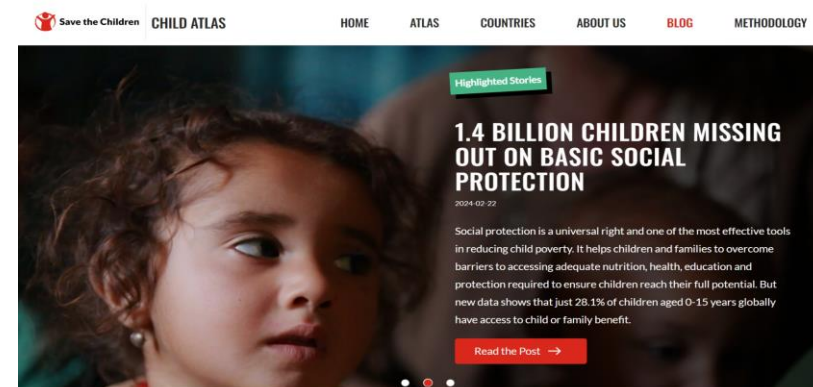 Save the Children
CHILD ATLAS
HOME
ATLAS
COUNTRIES
ABOUT US
BLOG
METHODOLOGY
Highlighted Stories
1.4 BILLION CHILDREN MISSING
OUT ON BASIC SOCIAL
PROTECTION
2024-02-22
Social protection is a universal right and one of the most effective tools
in reducing child poverty. It helps children and families to overcome
barriers to accessing adequate nutrition, health, education and
protection required to ensure children reach their full potential. But
new data shows that just 28.1% of children aged 0-15 years globally
have access to child or family benefit.
Read the Post →